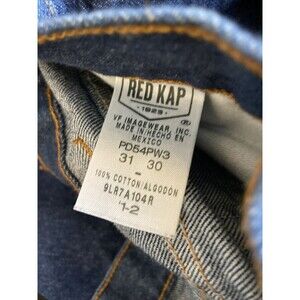 RED KAP
1923
®
VF IMAGEWEAR, INC.
MADE IN/HECHO EN
MEXICO
PD54PW3
31 30
-
100% COTTON/ALGODON
9LR7A104R
'1-2